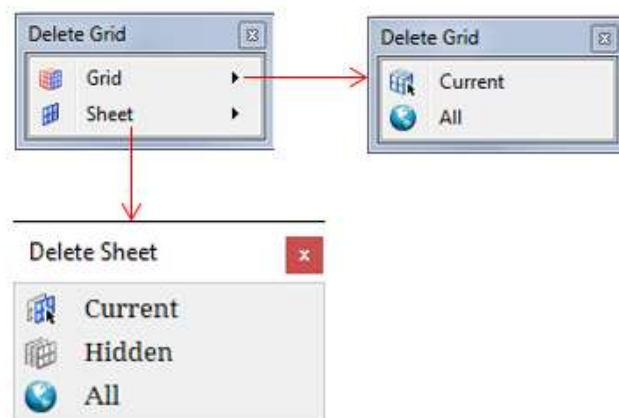 Delete Grid
Grid
Sheet
Delete Grid
Current
All
Delete Sheet
x
Current
Hidden
All